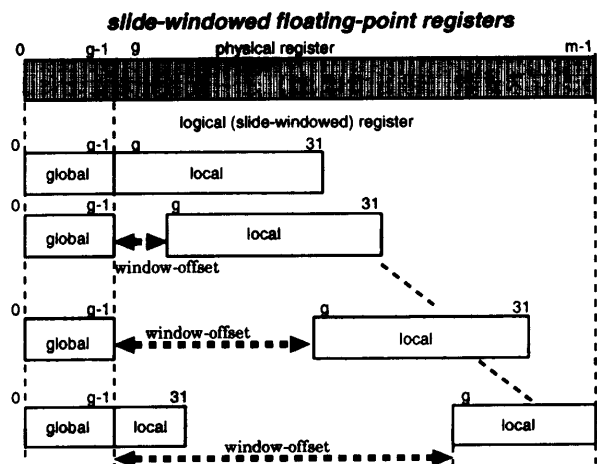 slide-windowed floating-point registers
0 g-1 g physical register m-1
logical (slide-windowed) register
0 g-1 g 31
global local
0 g-1 g 31
global local
window-offset
0 g-1 g 31
global window-offset local
0 g-1 31 g
global local local
window-offset